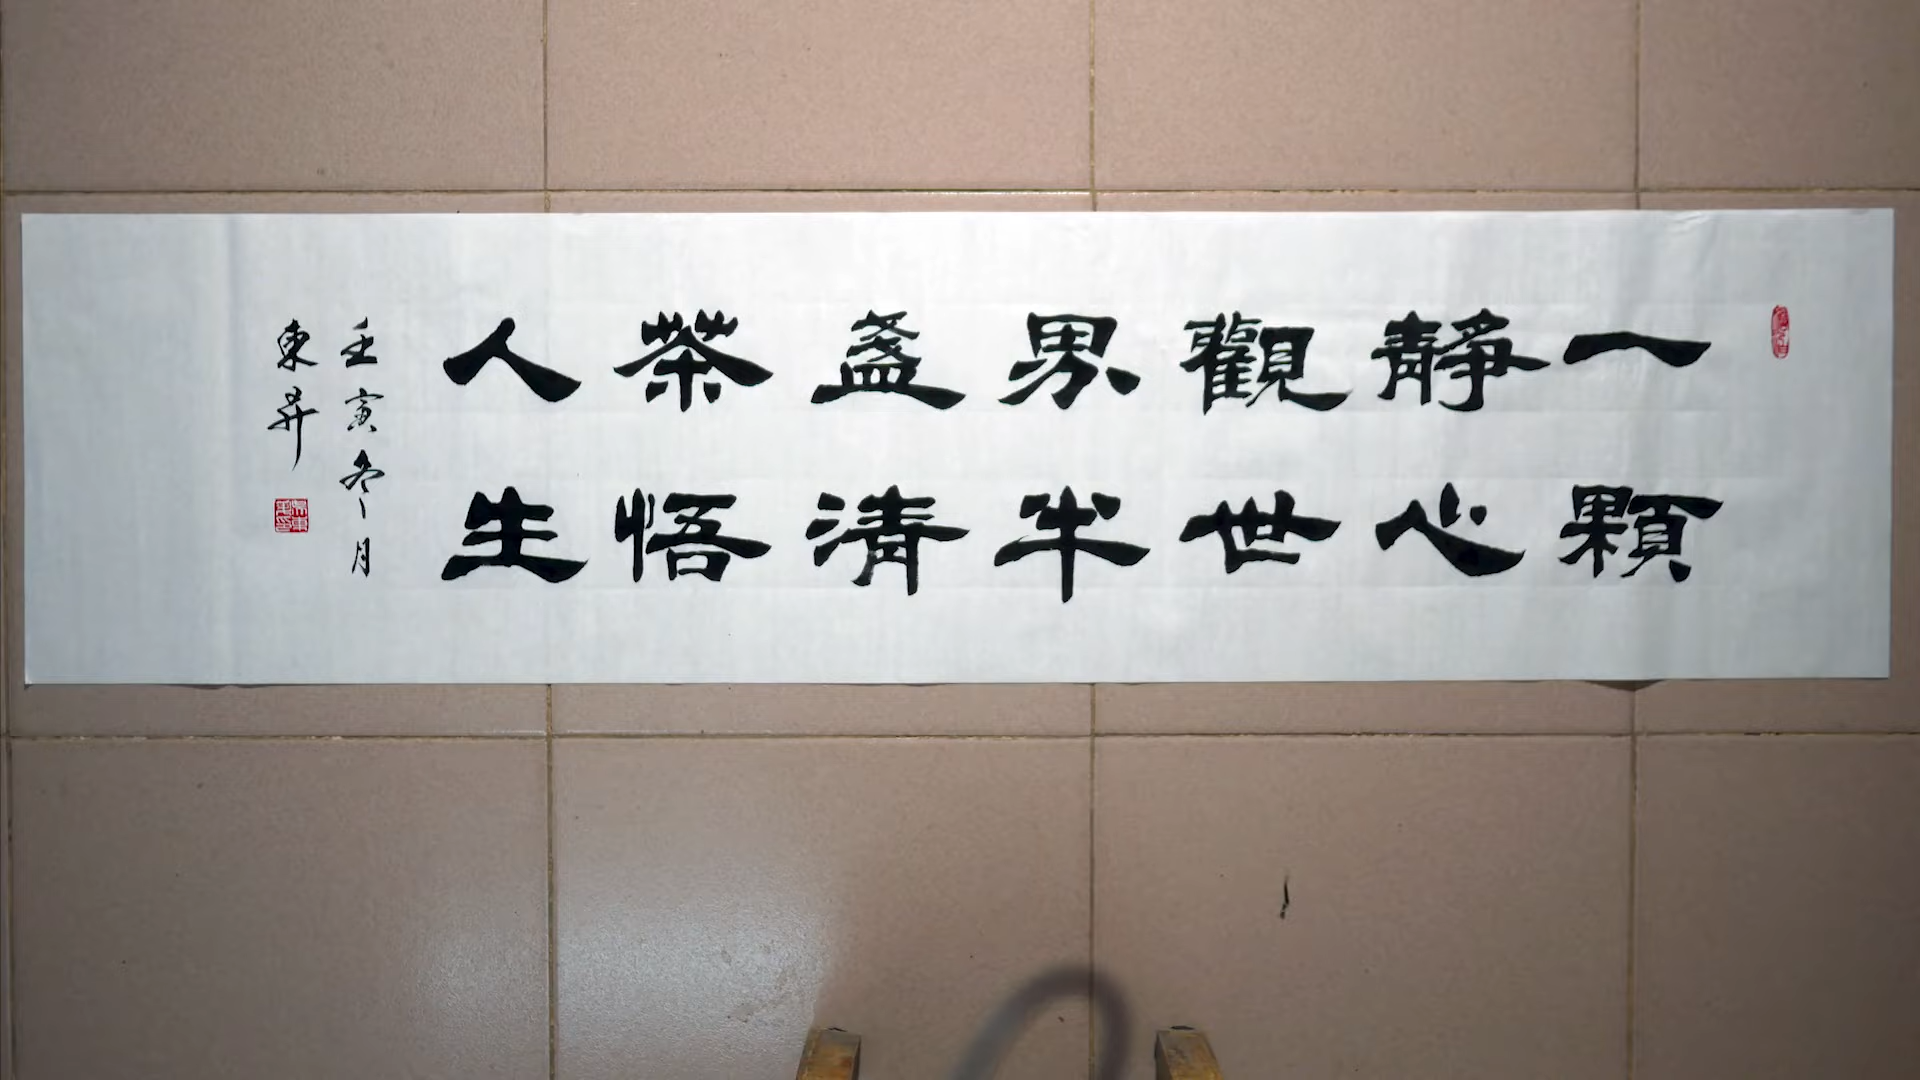 一顆
靜心
觀世
界半
盞清
茶悟
人生
壬寅冬月
東昇